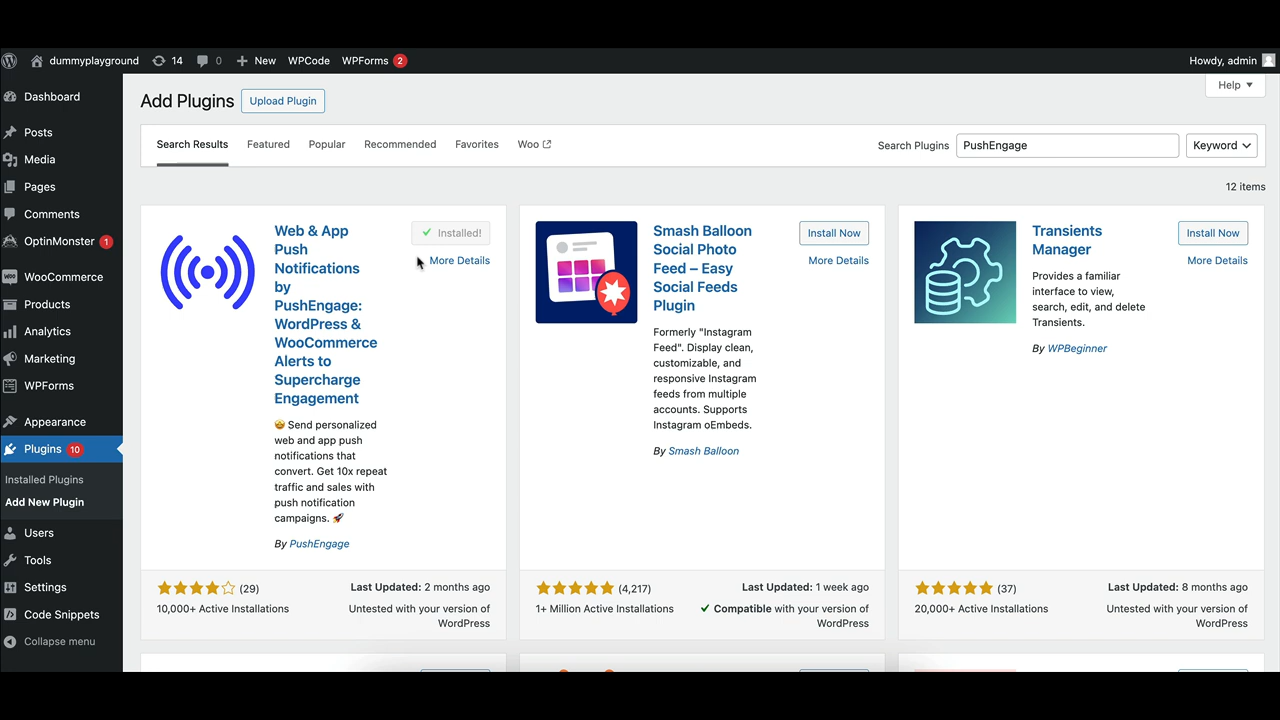 dummyplayground
14
0
New
WPCode
WPForms
2
Howdy, admin
Dashboard
Posts
Media
Pages
Comments
OptinMonster
1
WooCommerce
Products
Analytics
Marketing
WPForms
Appearance
Plugins
10
Installed Plugins
Add New Plugin
Users
Tools
Settings
Code Snippets
Collapse menu
Add Plugins
Upload Plugin
Help
Search Results
Featured
Popular
Recommended
Favorites
Woo
Search Plugins
PushEngage
Keyword
12 items
Web & App
Push
Notifications
by
PushEngage:
WordPress &
WooCommerce
Alerts to
Supercharge
Engagement
Installed!
More Details
🤩 Send personalized
web and app push
notifications that
convert. Get 10x repeat
traffic and sales with
push notification
campaigns. 🚀
By PushEngage
(29)
10,000+ Active Installations
Last Updated: 2 months ago
Untested with your version of
WordPress
Smash Balloon
Social Photo
Feed – Easy
Social Feeds
Plugin
Install Now
More Details
Formerly "Instagram
Feed". Display clean,
customizable, and
responsive Instagram
feeds from multiple
accounts. Supports
Instagram oEmbeds.
By Smash Balloon
(4,217)
1+ Million Active Installations
Last Updated: 1 week ago
✔ Compatible with your version of
WordPress
Transients
Manager
Install Now
More Details
Provides a familiar
interface to view,
search, edit, and delete
Transients.
By WPBeginner
(37)
20,000+ Active Installations
Last Updated: 8 months ago
Untested with your version of
WordPress